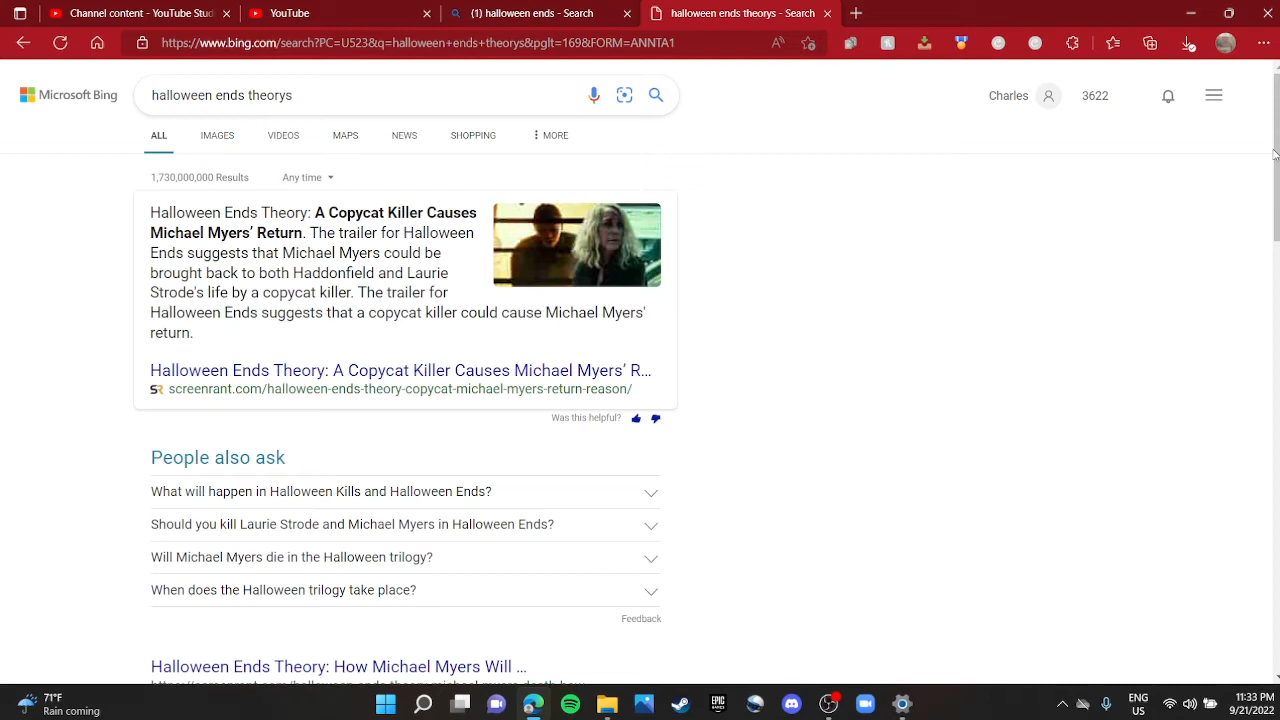 Channel content - YouTube Stud
YouTube
(1) halloween ends - Search
halloween ends theorys - Search
https://www.bing.com/search?PC=U523&q=halloween+ends+theorys&pglt=169&FORM=ANNTA1
Microsoft Bing
halloween ends theorys
Charles
3622
ALL
IMAGES
VIDEOS
MAPS
NEWS
SHOPPING
MORE
1,730,000,000 Results
Any time
Halloween Ends Theory: A Copycat Killer Causes
Michael Myers’ Return. The trailer for Halloween
Ends suggests that Michael Myers could be
brought back to both Haddonfield and Laurie
Strode's life by a copycat killer. The trailer for
Halloween Ends suggests that a copycat killer could cause Michael Myers'
return.
Halloween Ends Theory: A Copycat Killer Causes Michael Myers’ R...
SR screenrant.com/halloween-ends-theory-copycat-michael-myers-return-reason/
Was this helpful?
People also ask
What will happen in Halloween Kills and Halloween Ends?
Should you kill Laurie Strode and Michael Myers in Halloween Ends?
Will Michael Myers die in the Halloween trilogy?
When does the Halloween trilogy take place?
Feedback
Halloween Ends Theory: How Michael Myers Will ...
71°F
Rain coming
EPIC GAMES
ENG
US
11:33 PM
9/21/2022